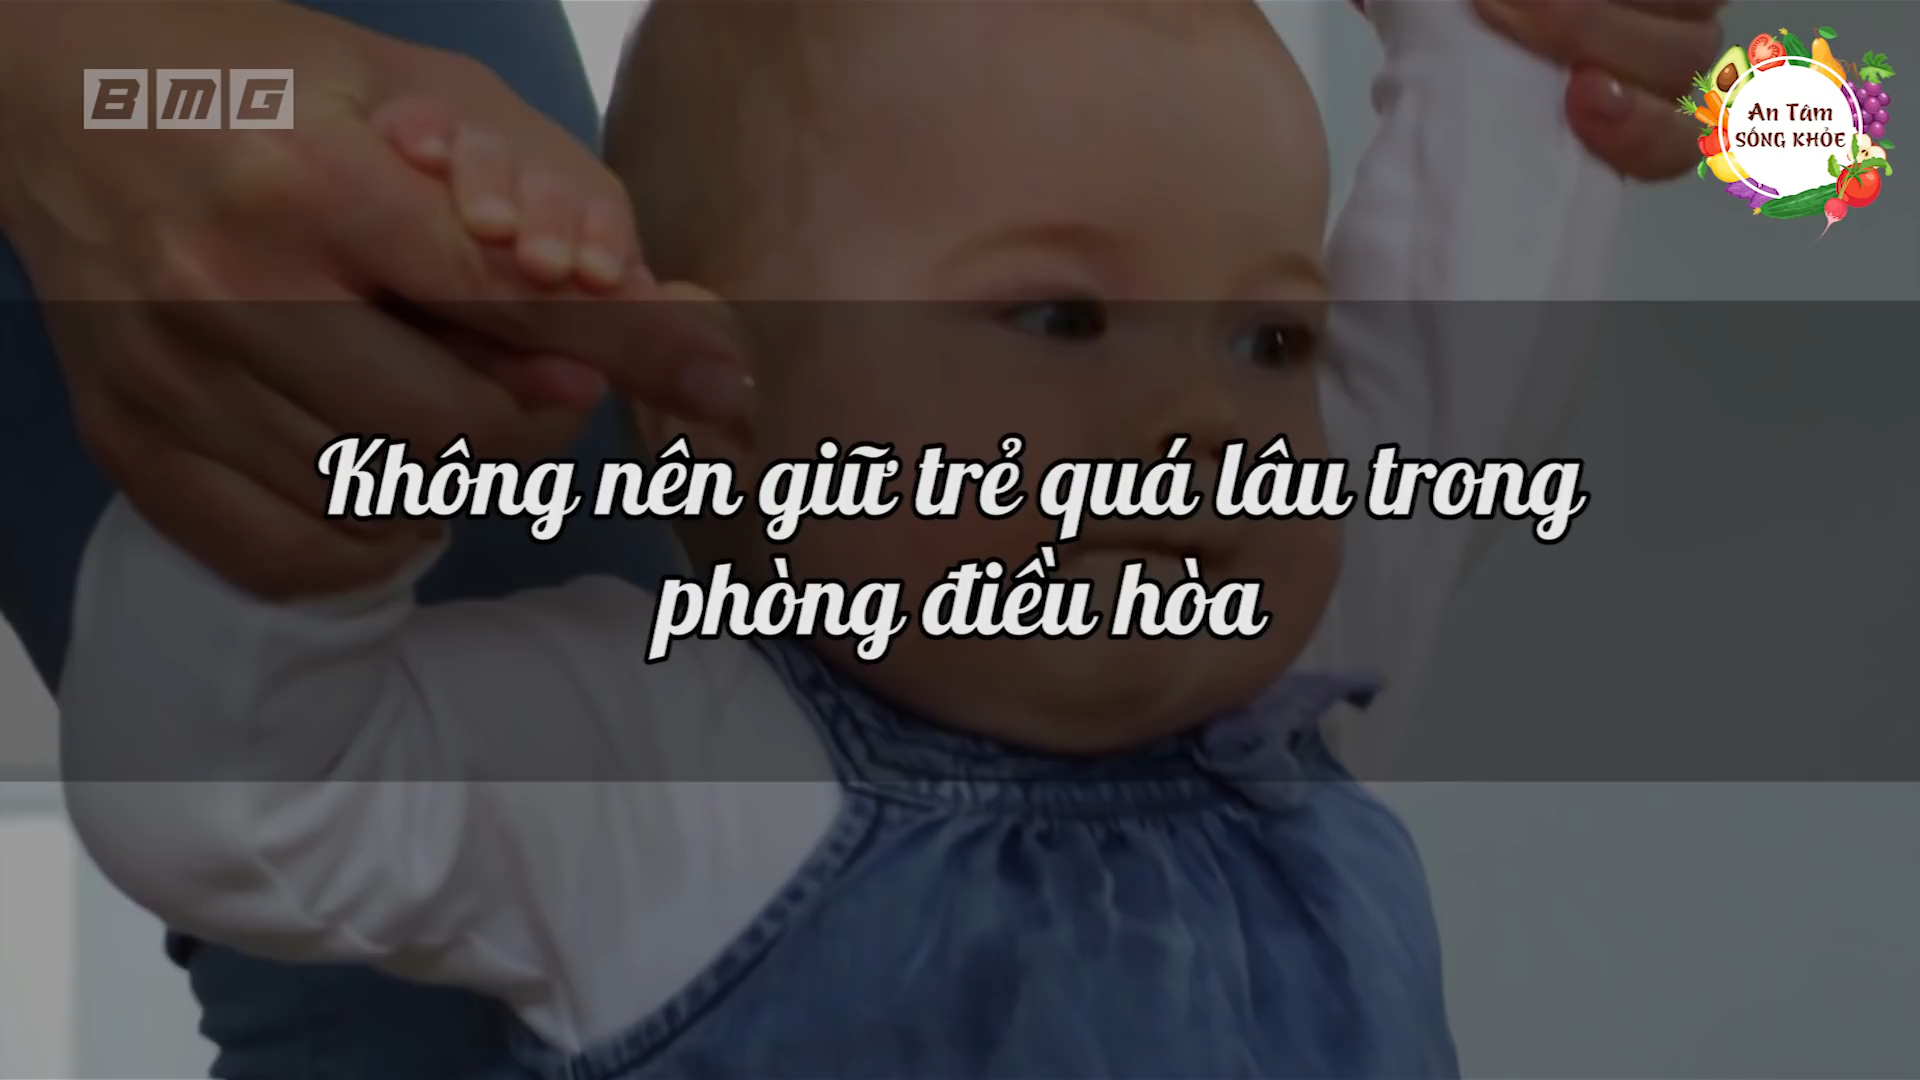 BMG
An Tâm
SỐNG KHỎE
Không nên giữ trẻ quá lâu trong
phòng điều hòa